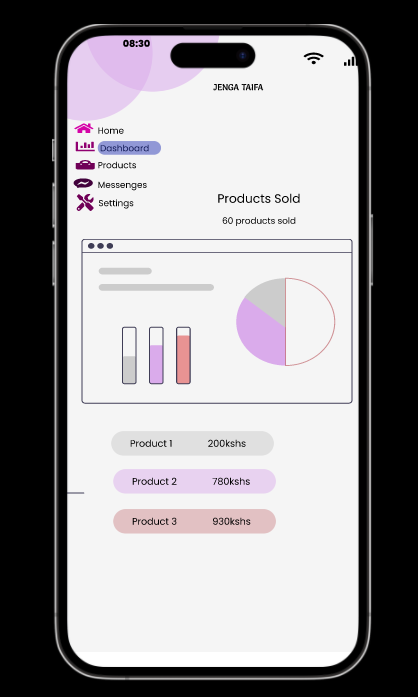 08:30
JENGA TAIFA
Home
Dashboard
Products
Messenges
Settings
Products Sold
60 products sold
Product 1 200kshs
Product 2 780kshs
Product 3 930kshs